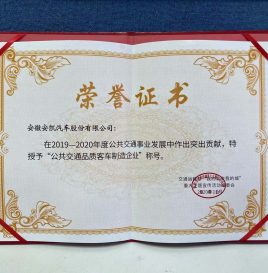 荣誉证书
安徽安凯汽车股份有限公司：
在2019—2020年度公共交通事业发展中作出突出贡献，特
授予“公共交通品质客车制造企业”称号。